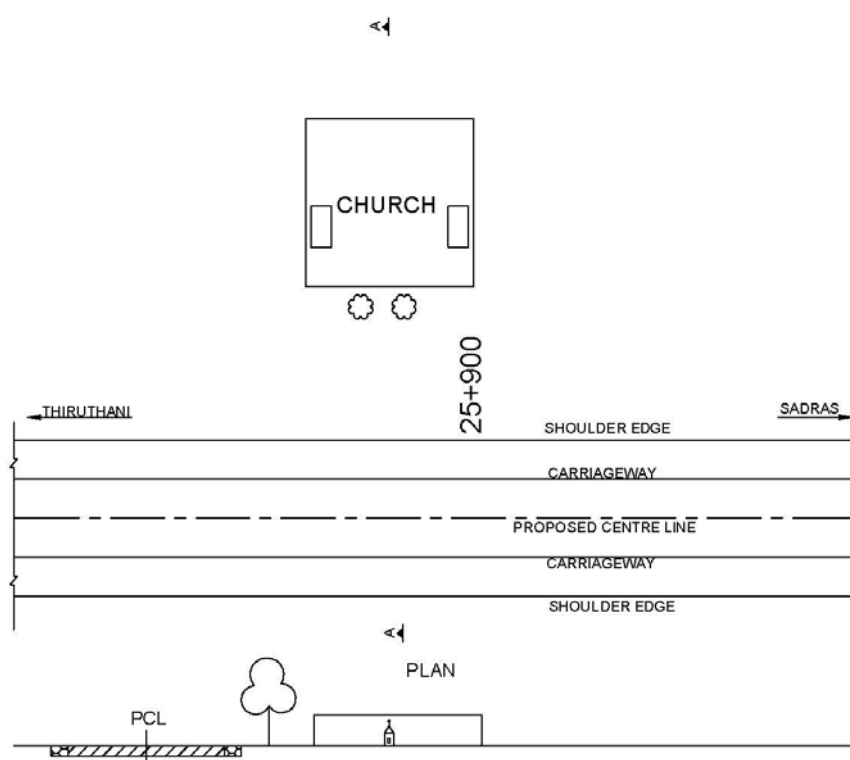 A
CHURCH
25+900
THIRUTHANI
SADRAS
SHOULDER EDGE
CARRIAGEWAY
PROPOSED CENTRE LINE
CARRIAGEWAY
SHOULDER EDGE
A
PLAN
PCL